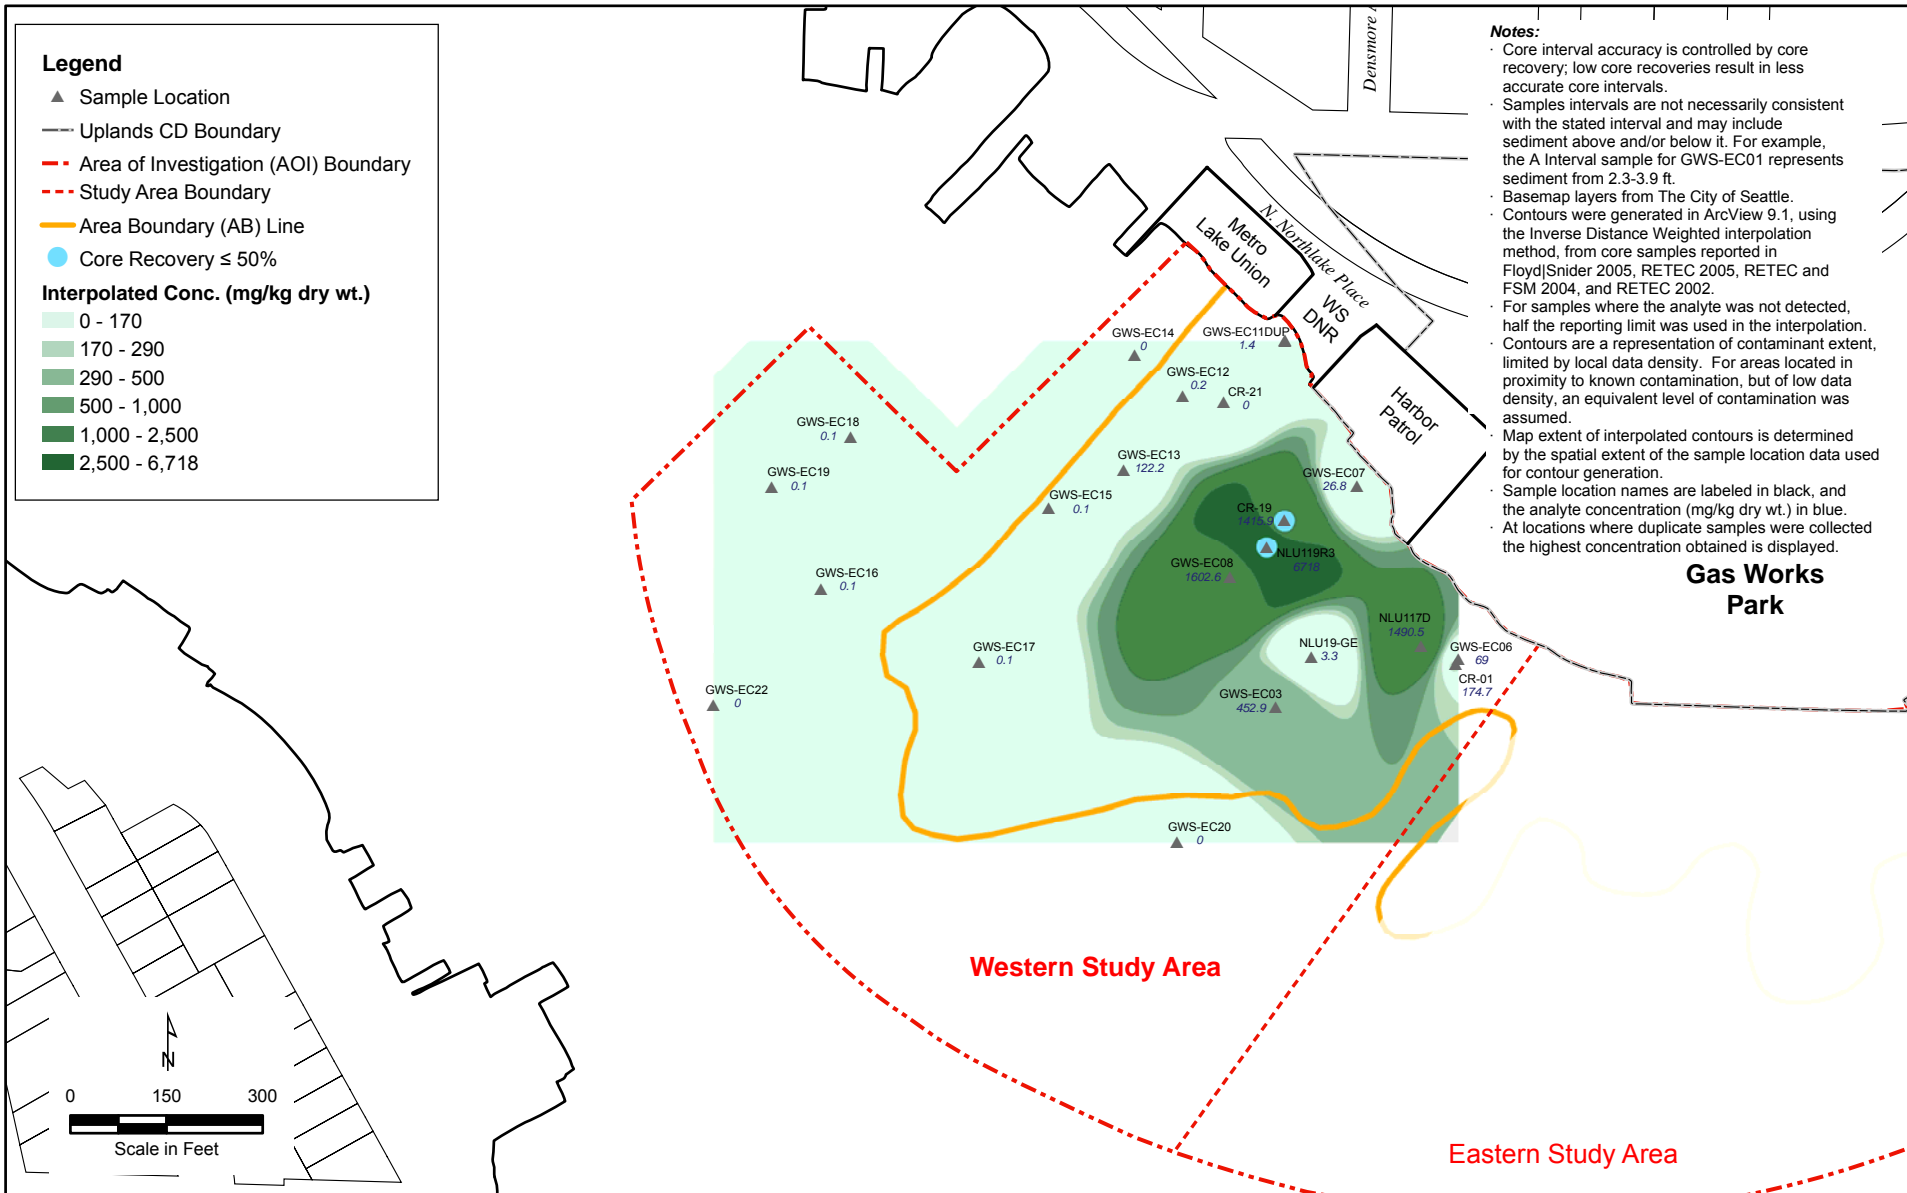 Legend
Sample Location
Uplands CD Boundary
Area of Investigation (AOI) Boundary
Study Area Boundary
Area Boundary (AB) Line
Core Recovery ≤ 50%
Interpolated Conc. (mg/kg dry wt.)
0 - 170
170 - 290
290 - 500
500 - 1,000
1,000 - 2,500
2,500 - 6,718
Notes:
· Core interval accuracy is controlled by core
recovery; low core recoveries result in less
accurate core intervals.
· Samples intervals are not necessarily consistent
with the stated interval and may include
sediment above and/or below it. For example,
the A Interval sample for GWS-EC01 represents
sediment from 2.3-3.9 ft.
· Basemap layers from The City of Seattle.
· Contours were generated in ArcView 9.1, using
the Inverse Distance Weighted interpolation
method, from core samples reported in
Floyd|Snider 2005, RETEC 2005, RETEC and
FSM 2004, and RETEC 2002.
· For samples where the analyte was not detected,
half the reporting limit was used in the interpolation.
· Contours are a representation of contaminant extent,
limited by local data density. For areas located in
proximity to known contamination, but of low data
density, an equivalent level of contamination was
assumed.
· Map extent of interpolated contours is determined
by the spatial extent of the sample location data used
for contour generation.
· Sample location names are labeled in black, and
the analyte concentration (mg/kg dry wt.) in blue.
· At locations where duplicate samples were collected
the highest concentration obtained is displayed.
Densmore
N. Northlake Place
Metro
Lake Union
WS
DNR
Harbor
Patrol
Gas Works
Park
GWS-EC14
0
GWS-EC11DUP
1.4
GWS-EC12
0.2
CR-21
0
GWS-EC18
0.1
GWS-EC13
122.2
GWS-EC19
0.1
GWS-EC07
26.8
GWS-EC15
0.1
CR-19
1415.9
NLU119R3
6718
GWS-EC08
1602.6
GWS-EC16
0.1
NLU117D
1490.5
GWS-EC17
0.1
NLU19-GE
3.3
GWS-EC06
69
CR-01
174.7
GWS-EC22
0
GWS-EC03
452.9
GWS-EC20
0
Western Study Area
Eastern Study Area
N
0 150 300
Scale in Feet